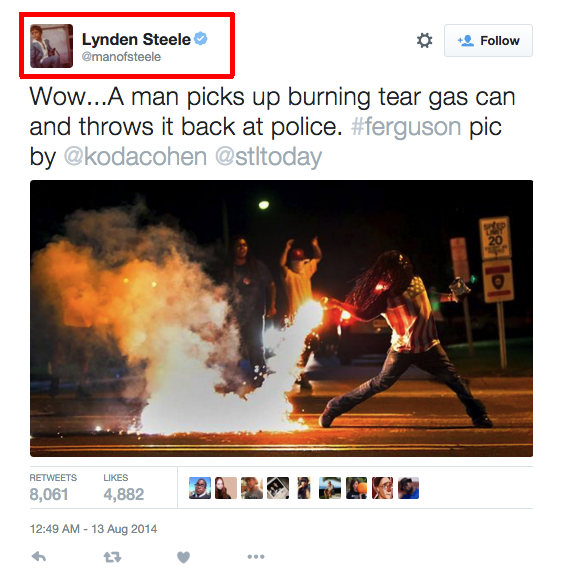 Lynden Steele
@manofsteele
Follow
Wow...A man picks up burning tear gas can
and throws it back at police. #ferguson pic
by @kodacohen @stltoday
SPEED
LIMIT
20
RETWEETS LIKES
8,061 4,882
12:49 AM - 13 Aug 2014